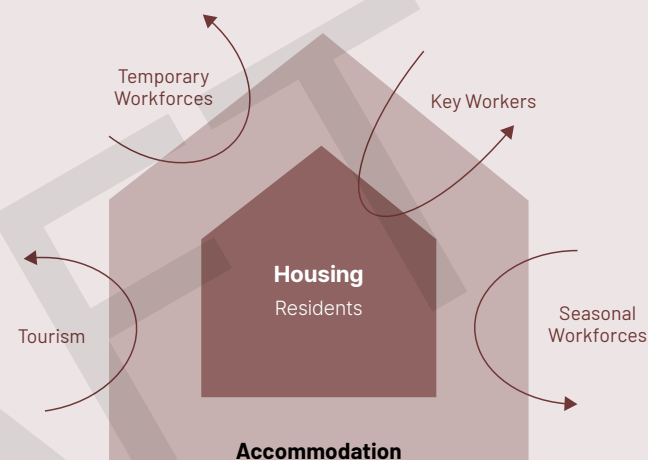 Temporary
Workforces
Key Workers
Housing
Residents
Tourism
Seasonal
Workforces
Accommodation